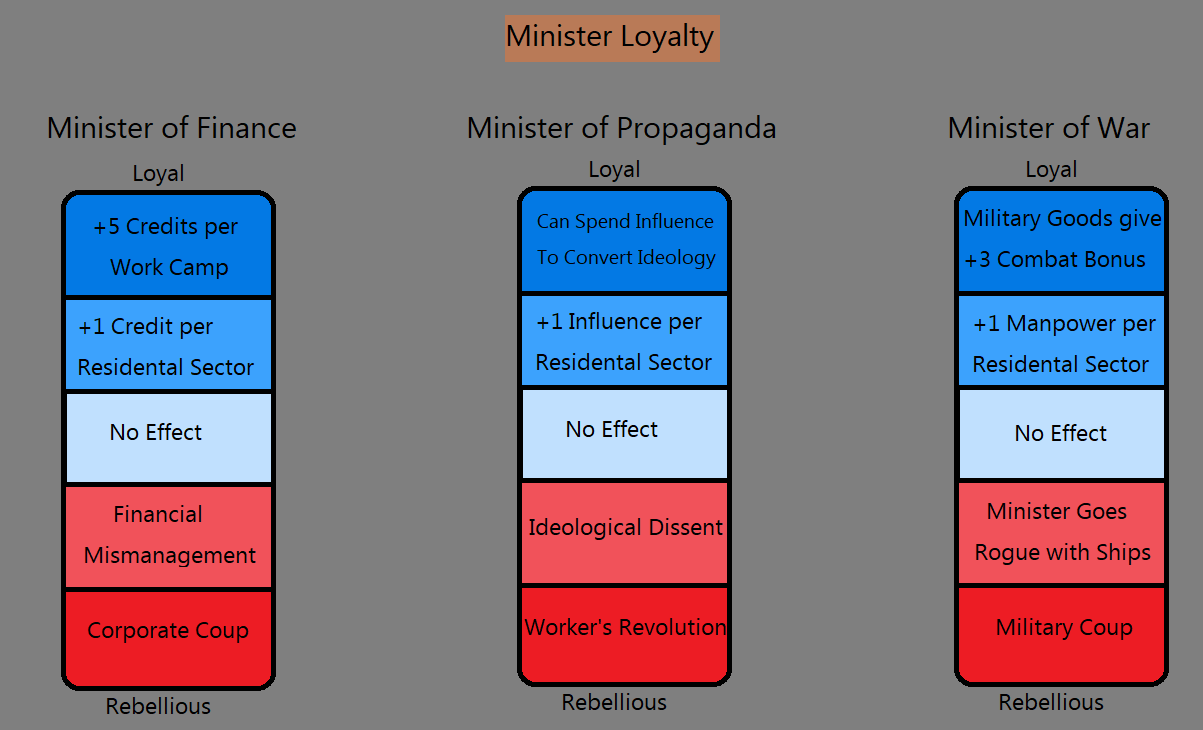 Minister Loyalty
Minister of Finance
Loyal
+5 Credits per
Work Camp
+1 Credit per
Residental Sector
No Effect
Financial
Mismanagement
Corporate Coup
Rebellious
Minister of Propaganda
Loyal
Can Spend Influence
To Convert Ideology
+1 Influence per
Residental Sector
No Effect
Ideological Dissent
Worker's Revolution
Rebellious
Minister of War
Loyal
Military Goods give
+3 Combat Bonus
+1 Manpower per
Residental Sector
No Effect
Minister Goes
Rogue with Ships
Military Coup
Rebellious